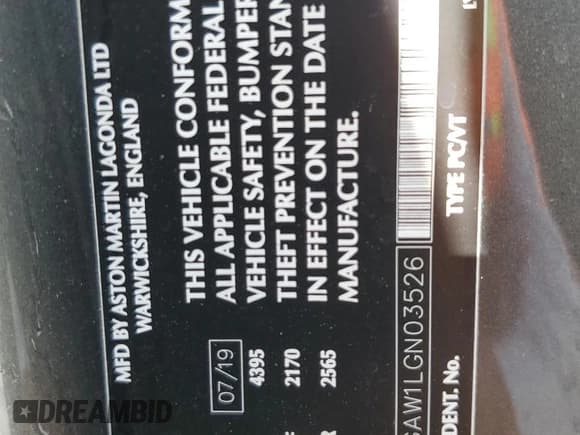 MFD BY ASTON MARTIN LAGONDA LTD
WARWICKSHIRE, ENGLAND
THIS VEHICLE CONFORM
ALL APPLICABLE FEDERAL
VEHICLE SAFETY, BUMPER
THEFT PREVENTION STAN
IN EFFECT ON THE DATE
MANUFACTURE.
07/19
4395
2170
2565
AW1LGN03526
DENT. No.
TYPE PC/VT
DREAMBID